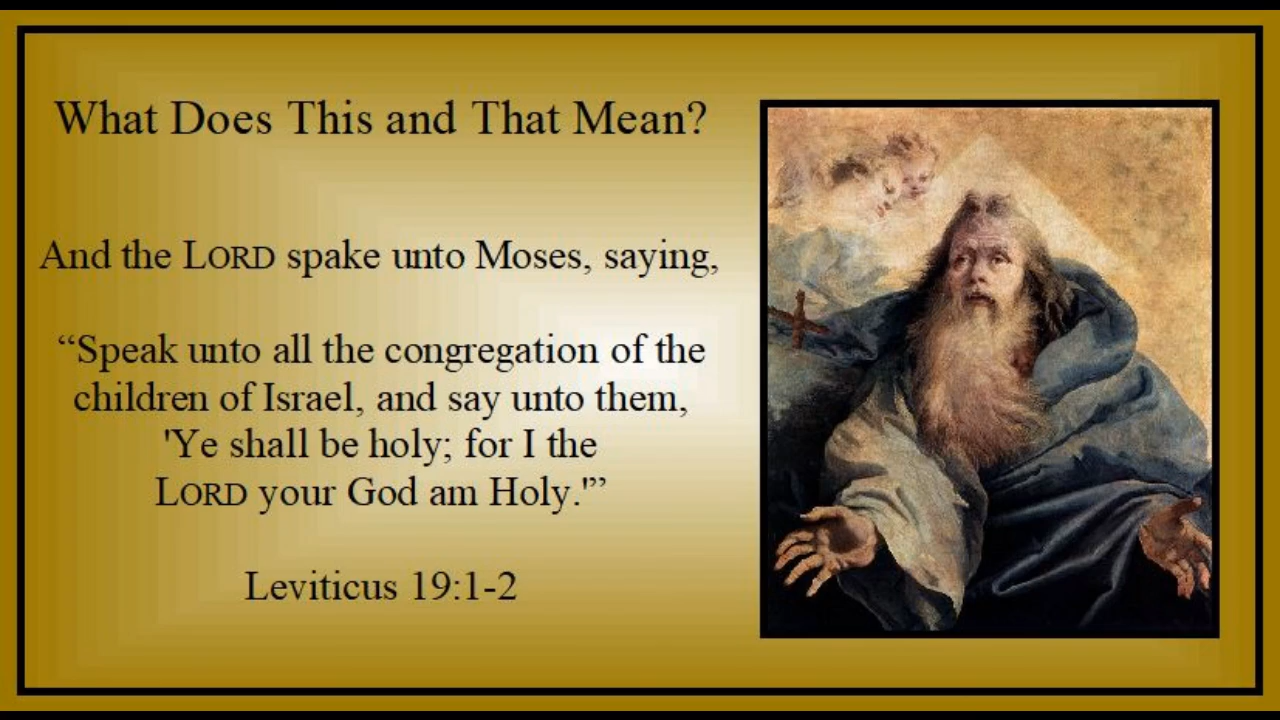 What Does This and That Mean?
And the LORD spake unto Moses, saying,
“Speak unto all the congregation of the
children of Israel, and say unto them,
'Ye shall be holy; for I the
LORD your God am Holy.'”
Leviticus 19:1-2